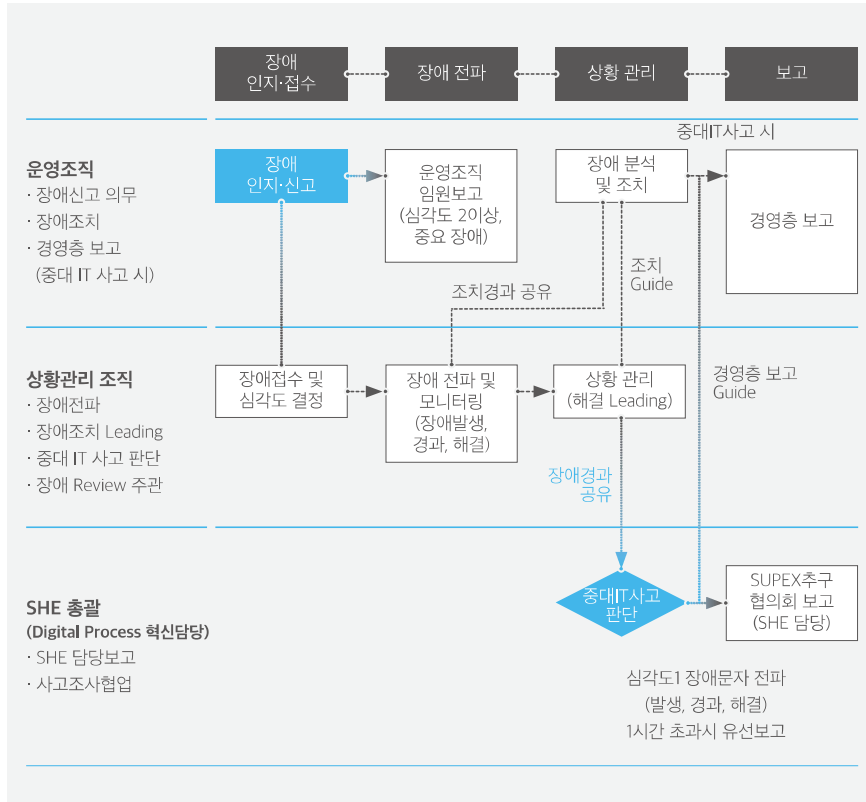 장애
인지·접수
장애 전파
상황 관리
보고
중대IT사고 시
운영조직
· 장애신고 의무
· 장애조치
· 경영층 보고
(중대 IT 사고 시)
장애
인지·신고
운영조직
임원보고
(심각도 2이상,
중요 장애)
장애 분석
및 조치
경영층 보고
조치경과 공유
조치
Guide
상황관리 조직
· 장애전파
· 장애조치 Leading
· 중대 IT 사고 판단
· 장애 Review 주관
장애접수 및
심각도 결정
장애 전파 및
모니터링
(장애발생,
경과, 해결)
상황 관리
(해결 Leading)
경영층 보고
Guide
장애경과
공유
SHE 총괄
(Digital Process 혁신담당)
· SHE 담당보고
· 사고조사협업
중대IT사고
판단
SUPEX추구
협의회 보고
(SHE 담당)
심각도1 장애문자 전파
(발생, 경과, 해결)
1시간 초과시 유선보고